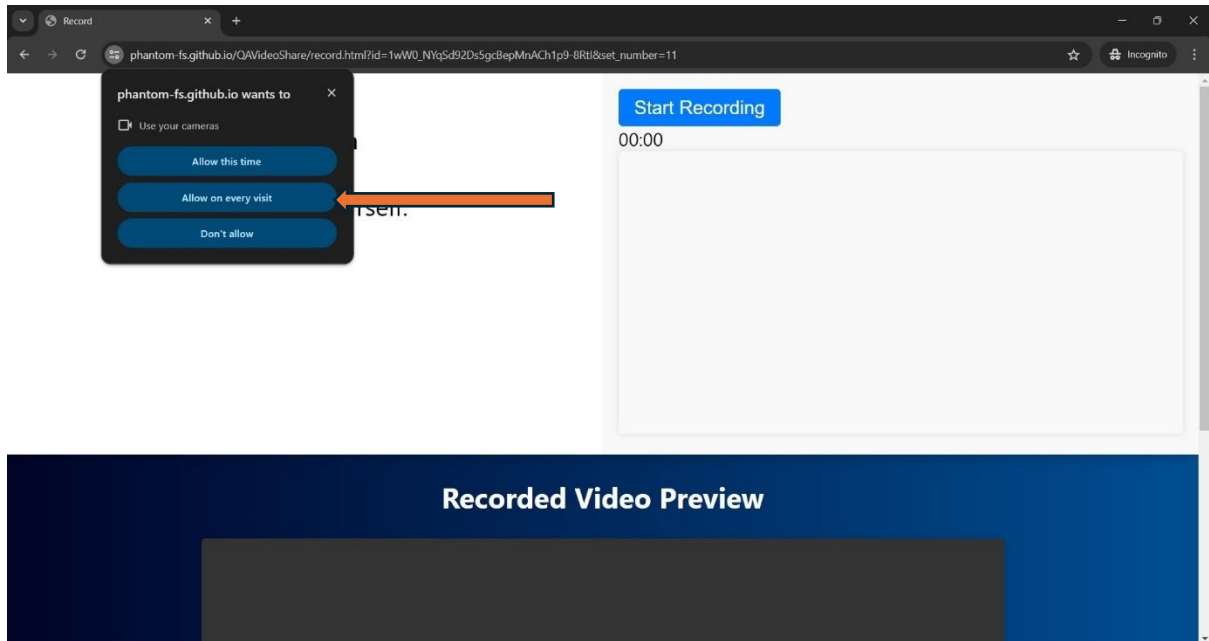 Record
phantom-fs.github.io/QAVideoShare/record.html?id=1wW0_NYqSd92Ds5gcBepMnACh1p9-8RtI&set_number=11
Incognito
phantom-fs.github.io wants to
Use your cameras
Allow this time
Allow on every visit
Don't allow
Start Recording
00:00
Recorded Video Preview